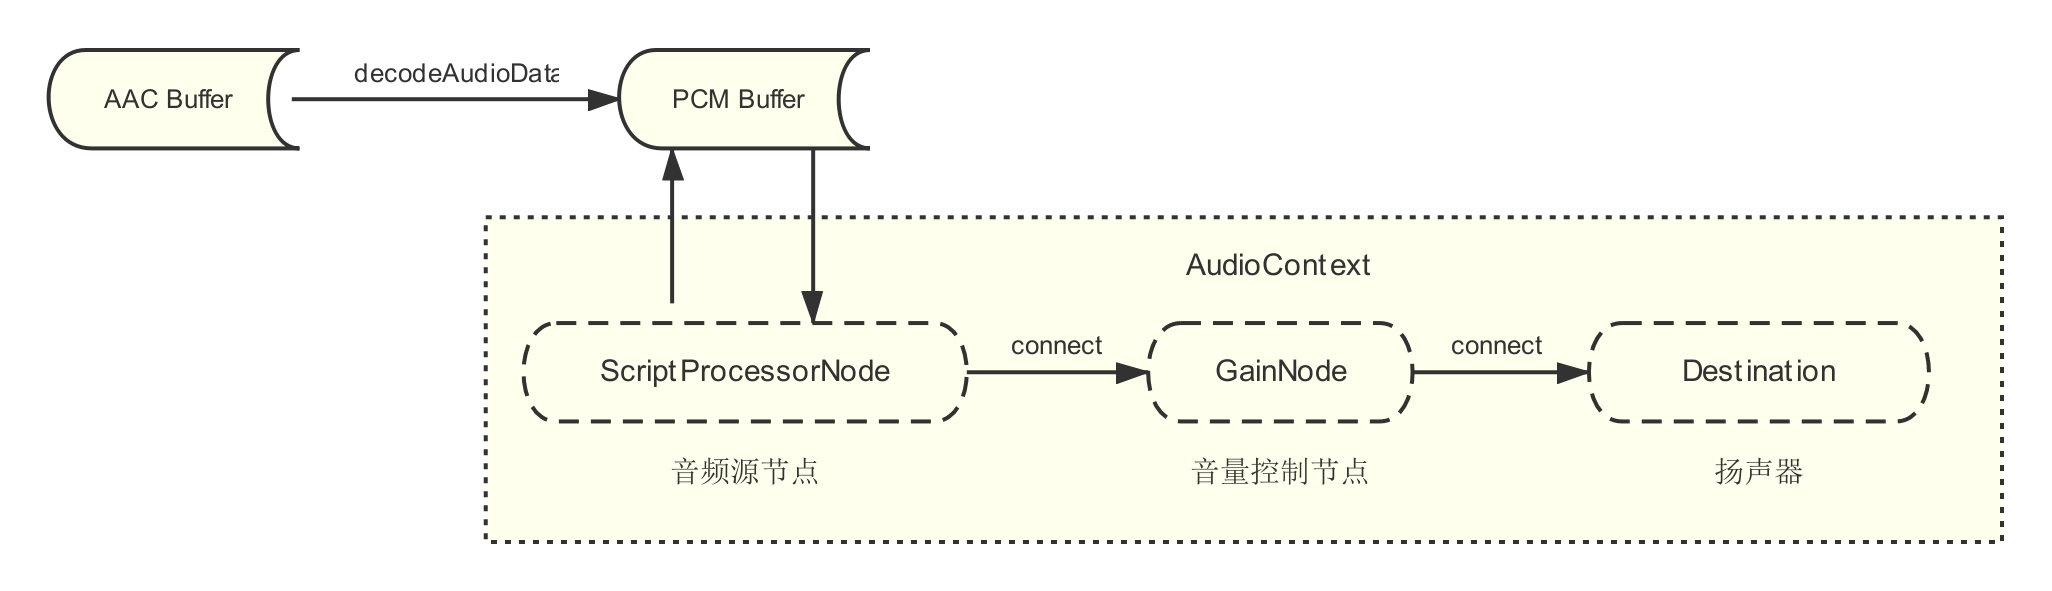 decodeAudioData
AAC Buffer
PCM Buffer
AudioContext
connect
connect
ScriptProcessorNode
GainNode
Destination
音频源节点
音量控制节点
扬声器